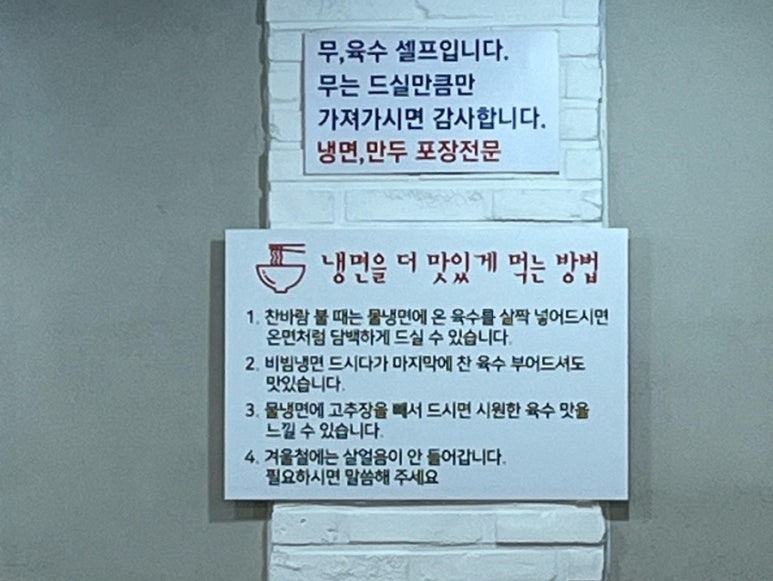 무,육수 셀프입니다.
무는 드실만큼만
가져가시면 감사합니다.
냉면,만두 포장전문
냉면을 더 맛있게 먹는 방법
1. 찬바람 불 때는 물냉면에 온 육수를 살짝 넣어드시면
온면처럼 담백하게 드실 수 있습니다.
2. 비빔냉면 드시다가 마지막에 찬 육수 부어드셔도
맛있습니다.
3. 물냉면에 고추장을 빼서 드시면 시원한 육수 맛을
느낄 수 있습니다.
4. 겨울철에는 살얼음이 안 들어갑니다.
필요하시면 말씀해 주세요